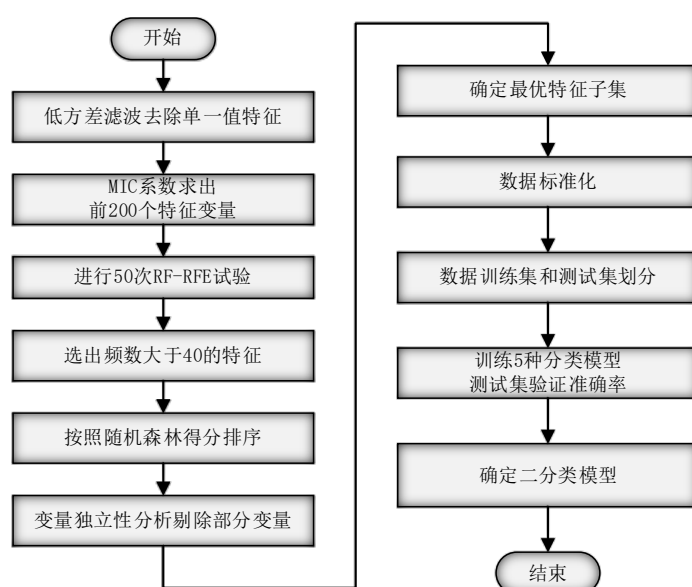 开始
低方差滤波去除单一值特征
MIC系数求出
前200个特征变量
进行50次RF-RFE试验
选出频数大于40的特征
按照随机森林得分排序
变量独立性分析剔除部分变量
确定最优特征子集
数据标准化
数据训练集和测试集划分
训练5种分类模型
测试集验证准确率
确定二分类模型
结束